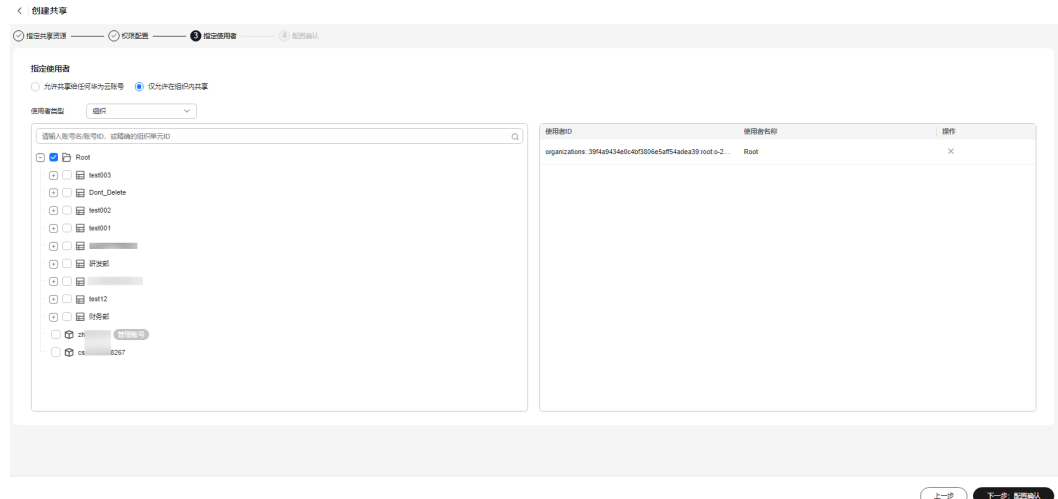 创建共享
指定共享资源 权限配置 3 指定使用者 4 配置确认
指定使用者
允许共享给任何华为云账号 仅允许在组织内共享
使用者类型 组织
请输入账号名/账号ID、或精确的组织单元ID
Root
test003
Dont_Delete
test002
test001
研发部
test12
财务部
zh 管理账号
cs 8267
使用者ID 使用者名称 操作
organizations::39f4a9434e0c4bf3806e5aff54adea39:root:o-2... Root
上一步 下一步：配置确认